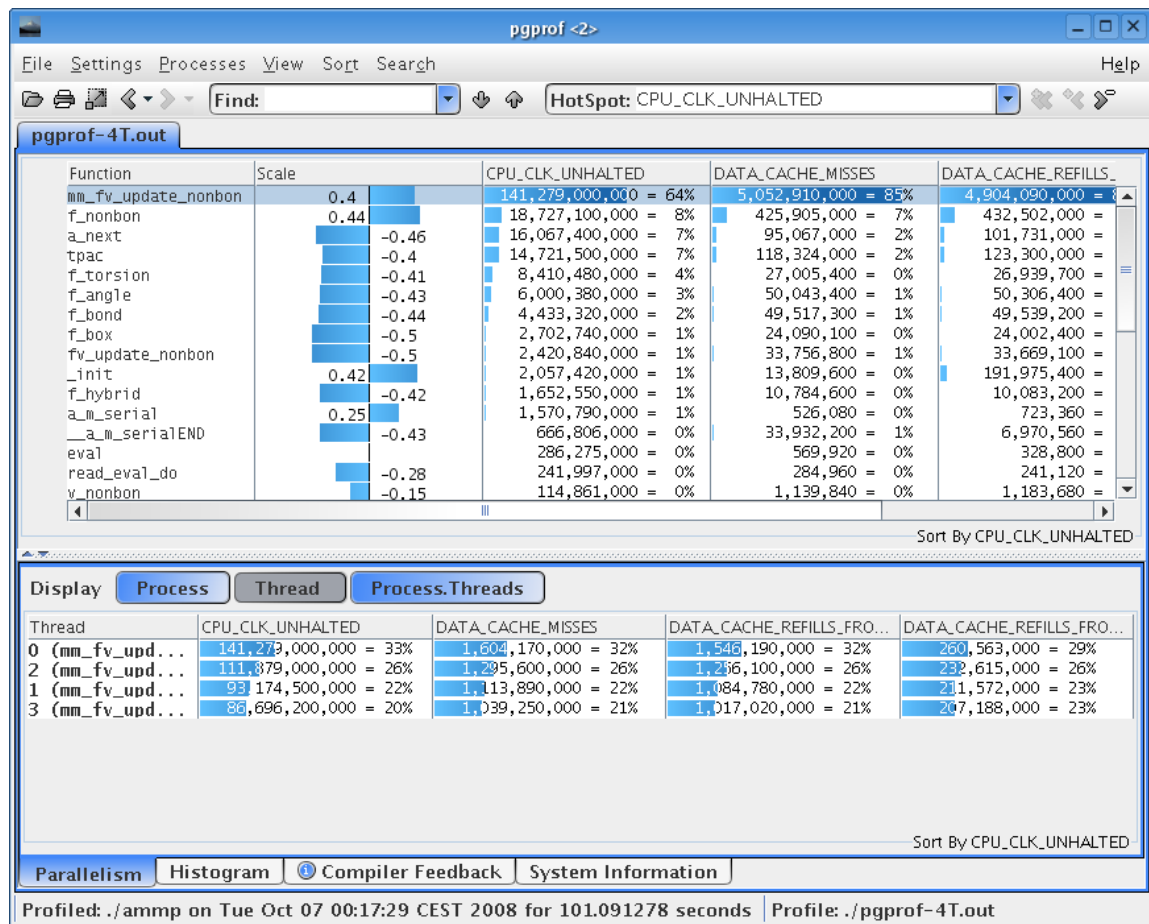 pgprof <2>
File Settings Processes View Sort Search Help
Find: HotSpot: CPU_CLK_UNHALTED
pgprof-4T.out
Function Scale CPU_CLK_UNHALTED DATA_CACHE_MISSES DATA_CACHE_REFILLS_
mm_fv_update_nonbon 0.4 141,279,000,000 = 64% 5,052,910,000 = 85% 4,904,090,000 =
f_nonbon 0.44 18,727,100,000 = 8% 425,905,000 = 7% 432,502,000 =
a_next -0.46 16,067,400,000 = 7% 95,067,000 = 2% 101,731,000 =
tpac -0.4 14,721,500,000 = 7% 118,324,000 = 2% 123,300,000 =
f_torsion -0.41 8,410,480,000 = 4% 27,005,400 = 0% 26,939,700 =
f_angle -0.43 6,000,380,000 = 3% 50,043,400 = 1% 50,306,400 =
f_bond -0.44 4,433,320,000 = 2% 49,517,300 = 1% 49,539,200 =
f_box -0.5 2,702,740,000 = 1% 24,090,100 = 0% 24,002,400 =
fv_update_nonbon -0.5 2,420,840,000 = 1% 33,756,800 = 1% 33,669,100 =
_init 0.42 2,057,420,000 = 1% 13,809,600 = 0% 191,975,400 =
f_hybrid -0.42 1,652,550,000 = 1% 10,784,600 = 0% 10,083,200 =
a_m_serial 0.25 1,570,790,000 = 1% 526,080 = 0% 723,360 =
__a_m_serialEND -0.43 666,806,000 = 0% 33,932,200 = 1% 6,970,560 =
eval 286,275,000 = 0% 569,920 = 0% 328,800 =
read_eval_do -0.28 241,997,000 = 0% 284,960 = 0% 241,120 =
v_nonbon -0.15 114,861,000 = 0% 1,139,840 = 0% 1,183,680 =
Sort By CPU_CLK_UNHALTED
Display Process Thread Process.Threads
Thread CPU_CLK_UNHALTED DATA_CACHE_MISSES DATA_CACHE_REFILLS_FRO... DATA_CACHE_REFILLS_FRO...
0 (mm_fv_upd... 141,279,000,000 = 33% 1,604,170,000 = 32% 1,546,190,000 = 32% 260,563,000 = 29%
2 (mm_fv_upd... 111,879,000,000 = 26% 1,295,600,000 = 26% 1,256,100,000 = 26% 232,615,000 = 26%
1 (mm_fv_upd... 93,174,500,000 = 22% 1,113,890,000 = 22% 1,084,780,000 = 22% 211,572,000 = 23%
3 (mm_fv_upd... 86,696,200,000 = 20% 1,039,250,000 = 21% 1,017,020,000 = 21% 207,188,000 = 23%
Sort By CPU_CLK_UNHALTED
Parallelism Histogram Compiler Feedback System Information
Profiled: ./ammp on Tue Oct 07 00:17:29 CEST 2008 for 101.091278 seconds Profile: ./pgprof-4T.out